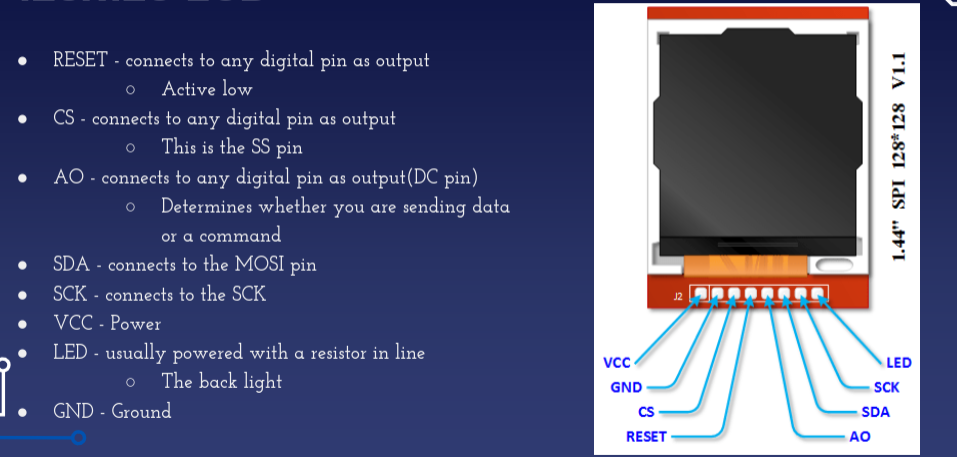 ● RESET - connects to any digital pin as output
○ Active low
● CS - connects to any digital pin as output
○ This is the SS pin
● AO - connects to any digital pin as output(DC pin)
○ Determines whether you are sending data
or a command
● SDA - connects to the MOSI pin
● SCK - connects to the SCK
● VCC - Power
● LED - usually powered with a resistor in line
○ The back light
● GND - Ground
1.44" SPI 128*128 V1.1
J2
VCC
GND
CS
RESET
LED
SCK
SDA
AO